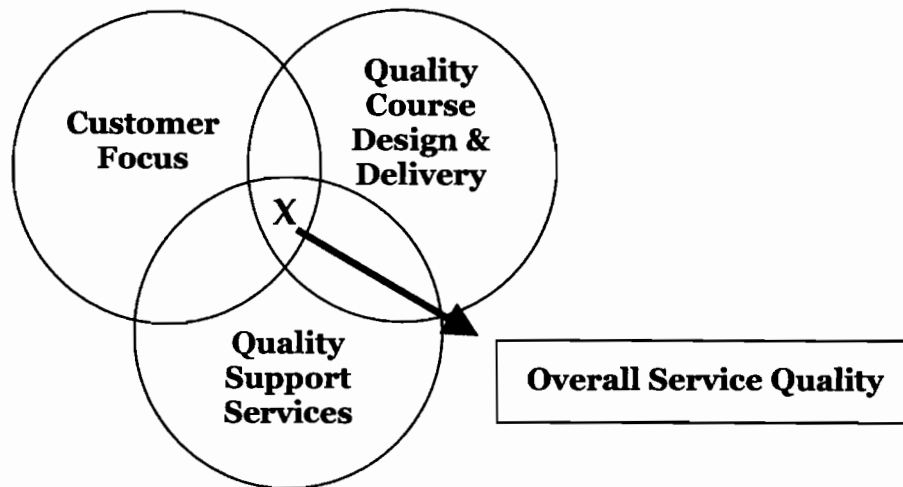 Customer
Focus
Quality
Course
Design &
Delivery
X
Quality
Support
Services
Overall Service Quality